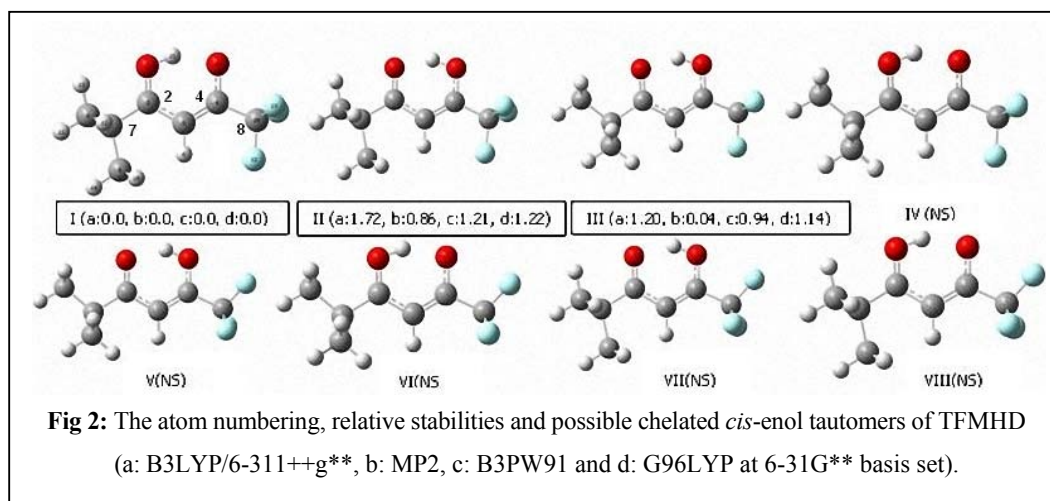 2 4
7 8
I (a:0.0, b:0.0, c:0.0, d:0.0) II (a:1.72, b:0.86, c:1.21, d:1.22) III (a:1.20, b:0.04, c:0.94, d:1.14) IV (NS)
V(NS) VI(NS VII(NS) VIII(NS)
Fig 2: The atom numbering, relative stabilities and possible chelated cis-enol tautomers of TFMHD
(a: B3LYP/6-311++g**, b: MP2, c: B3PW91 and d: G96LYP at 6-31G** basis set).